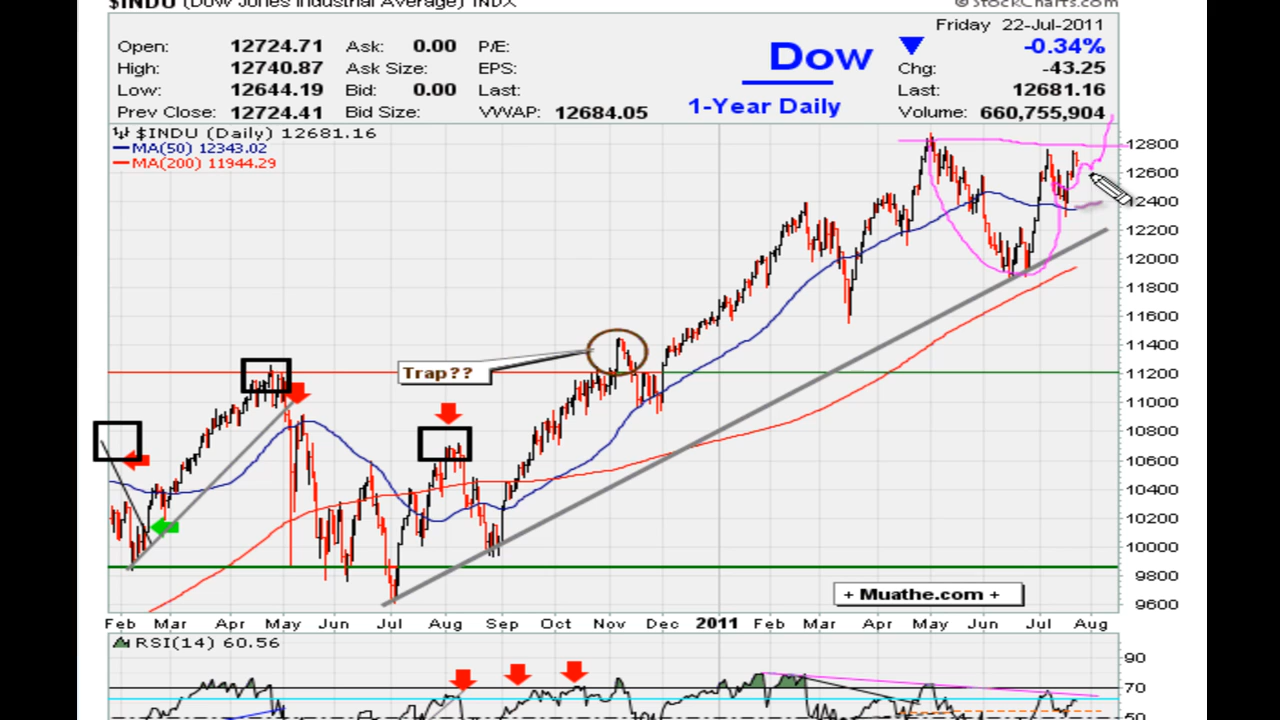 $INDU (Dow Jones Industrial Average) INDX
© StockCharts.com
Friday 22-Jul-2011
Open: 12724.71 Ask: 0.00 P/E: Dow ▼ -0.34%
High: 12740.87 Ask Size: EPS: Chg: -43.25
Low: 12644.19 Bid: 0.00 Last: 1-Year Daily Last: 12681.16
Prev Close: 12724.41 Bid Size: VWAP: 12684.05 Volume: 660,755,904
$INDU (Daily) 12681.16
MA(50) 12343.02
MA(200) 11944.29
12800
12600
12400
12200
12000
11800
11600
11400
Trap??
11200
11000
10800
10600
10400
10200
10000
9800
+ Muathe.com +
9600
Feb Mar Apr May Jun Jul Aug Sep Oct Nov Dec 2011 Feb Mar Apr May Jun Jul Aug
RSI(14) 60.56
90
70
50